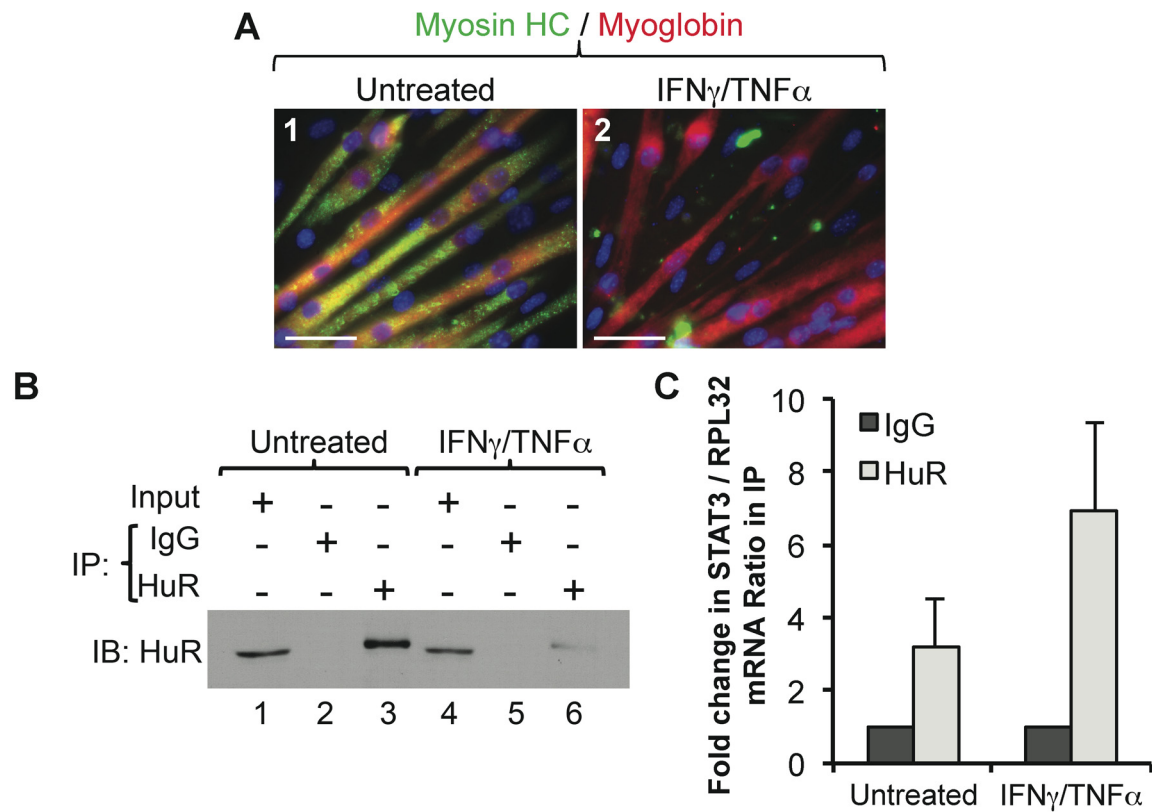 A
Myosin HC / Myoglobin
Untreated
IFNγ/TNFα
1
2
B
Untreated
IFNγ/TNFα
Input + - - + - -
IP:
IgG - + - - + -
HuR - - + - - +
IB: HuR
1 2 3 4 5 6
C
Fold change in STAT3 / RPL32
mRNA Ratio in IP
10
8
6
4
2
0
IgG
HuR
Untreated
IFNγ/TNFα